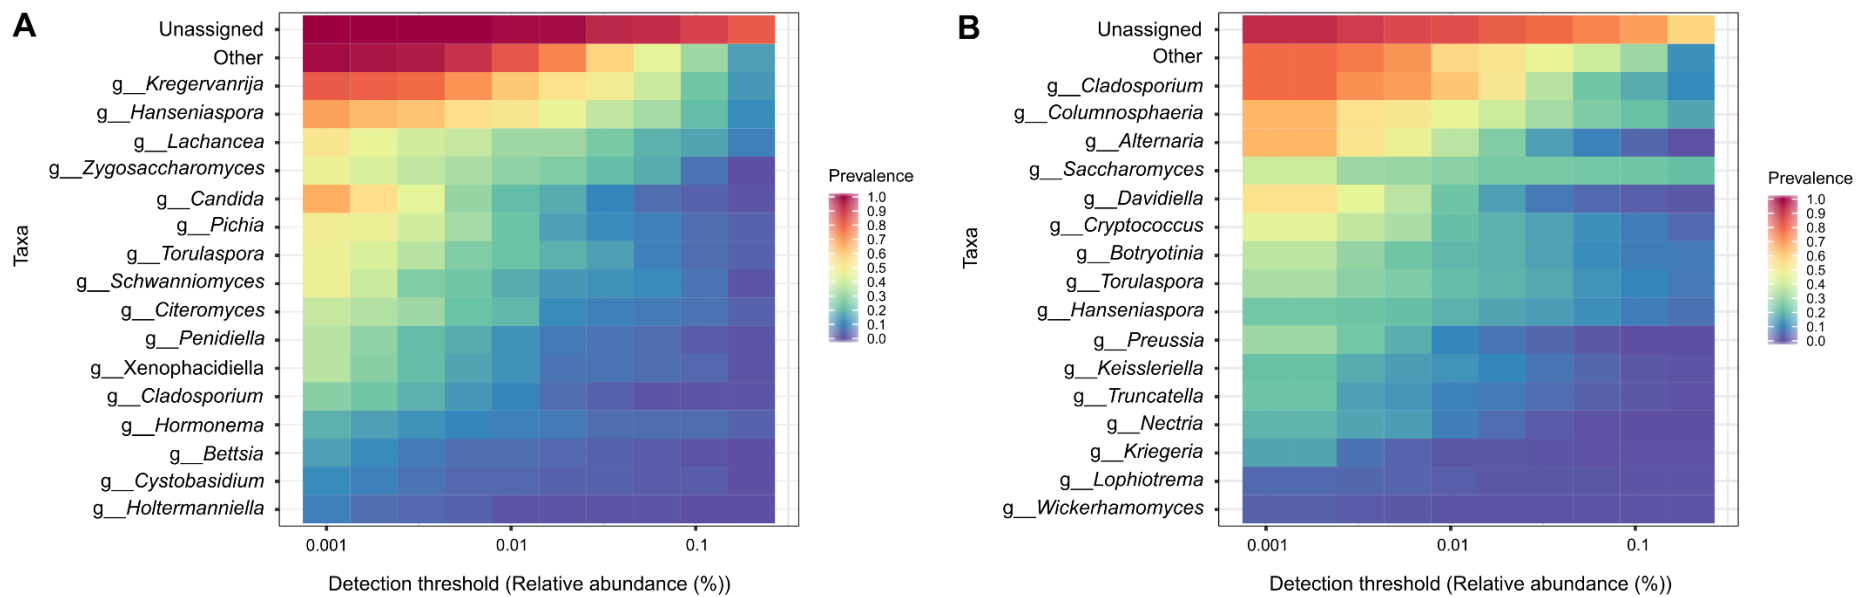 A
Taxa
Unassigned
Other
g__Kregervanrija
g__Hanseniaspora
g__Lachancea
g__Zygosaccharomyces
g__Candida
g__Pichia
g__Torulaspora
g__Schwanniomyces
g__Citeromyces
g__Penidiella
g__Xenophacidiella
g__Cladosporium
g__Hormonema
g__Bettsia
g__Cystobasidium
g__Holtermanniella
0.001 0.01 0.1
Detection threshold (Relative abundance (%))
Prevalence
1.0
0.9
0.8
0.7
0.6
0.5
0.4
0.3
0.2
0.1
0.0
B
Taxa
Unassigned
Other
g__Cladosporium
g__Columnosphaeria
g__Alternaria
g__Saccharomyces
g__Davidiella
g__Cryptococcus
g__Botryotinia
g__Torulaspora
g__Hanseniaspora
g__Preussia
g__Keissleriella
g__Truncatella
g__Nectria
g__Kriegeria
g__Lophiotrema
g__Wickerhamomyces
0.001 0.01 0.1
Detection threshold (Relative abundance (%))
Prevalence
1.0
0.9
0.8
0.7
0.6
0.5
0.4
0.3
0.2
0.1
0.0